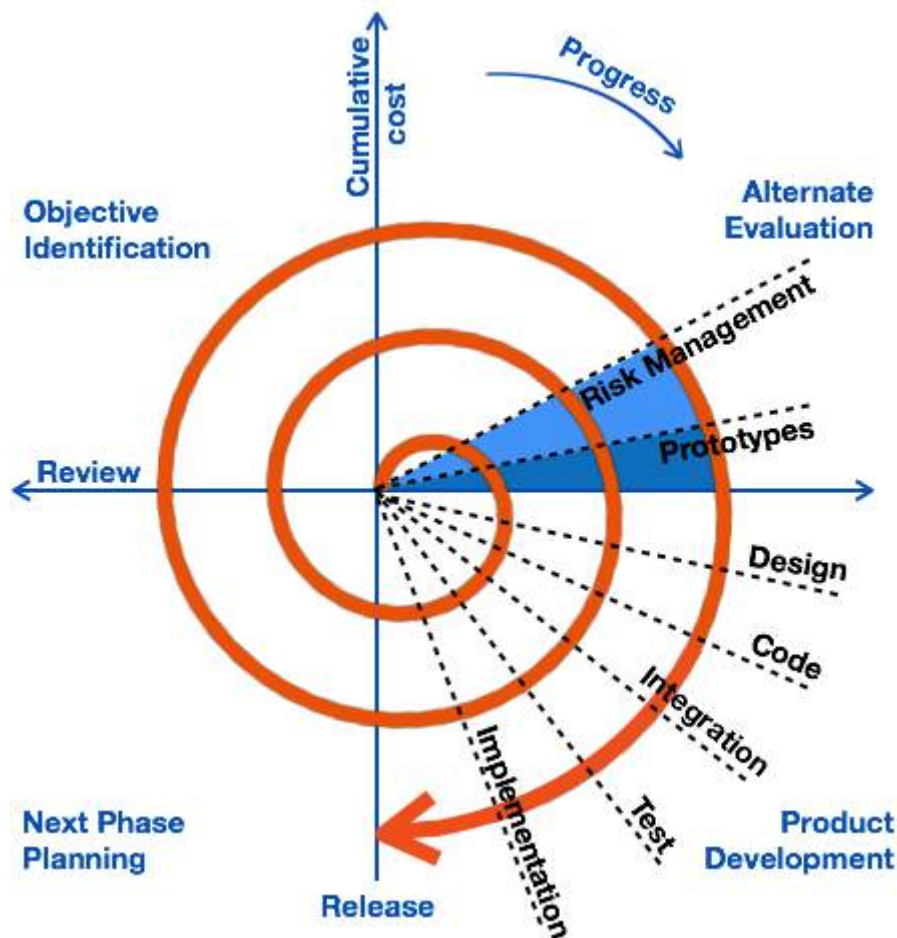 Cumulative
cost
Progress
Objective
Identification
Alternate
Evaluation
Risk Management
Prototypes
Review
Design
Code
Integration
Test
Implementation
Next Phase
Planning
Product
Development
Release